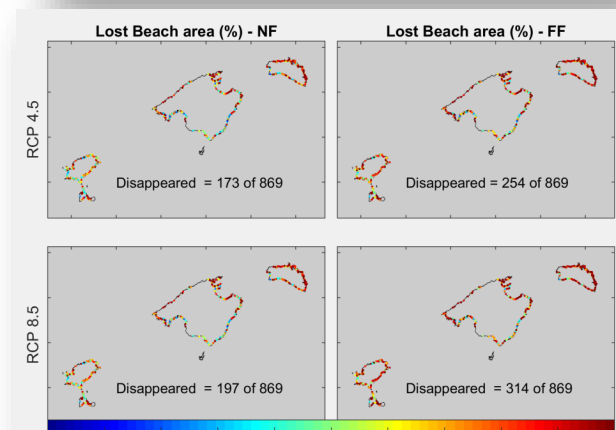 Lost Beach area (%) - NF
Lost Beach area (%) - FF
RCP 4.5
Disappeared = 173 of 869
Disappeared = 254 of 869
RCP 8.5
Disappeared = 197 of 869
Disappeared = 314 of 869